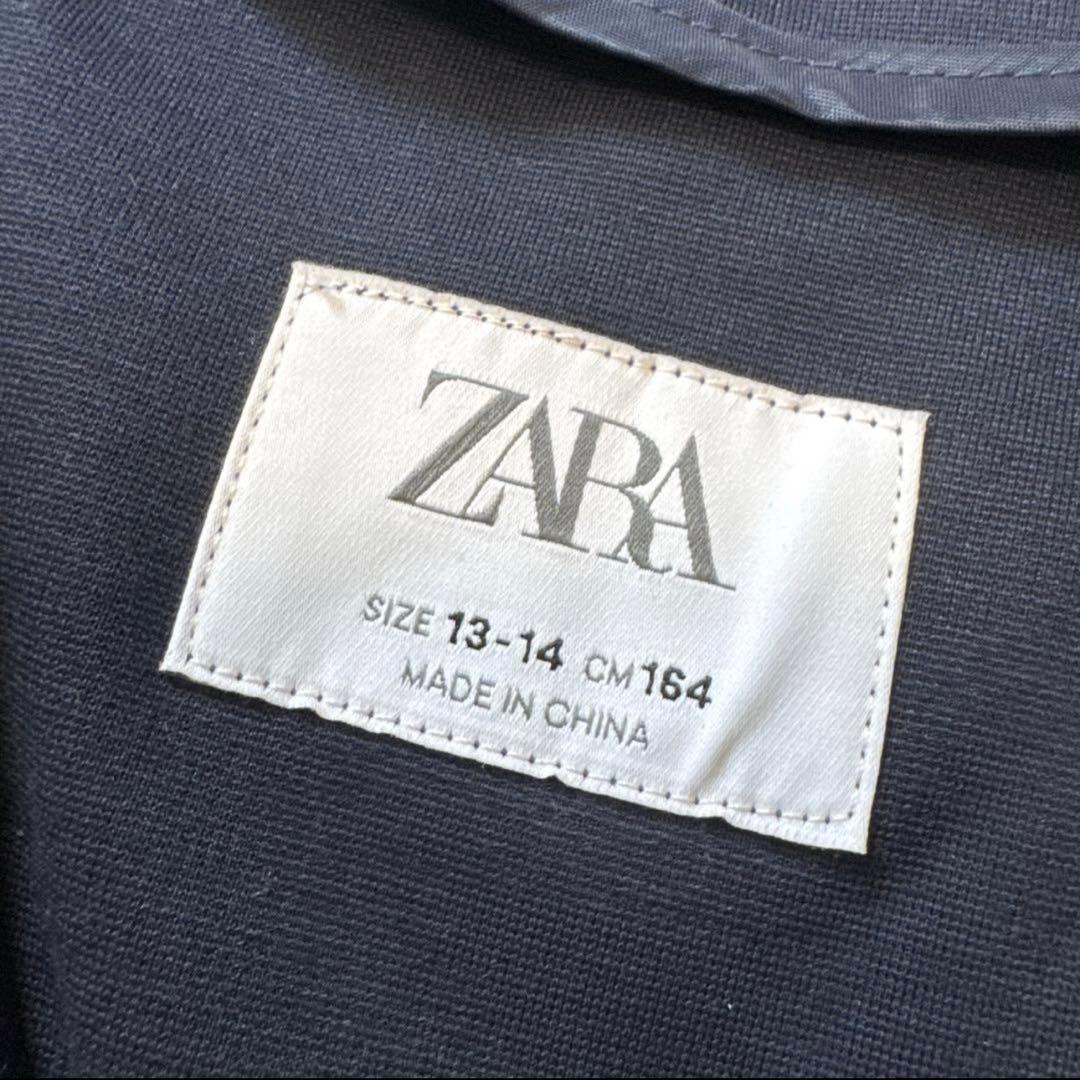 ZARA
SIZE 13-14 CM 164
MADE IN CHINA